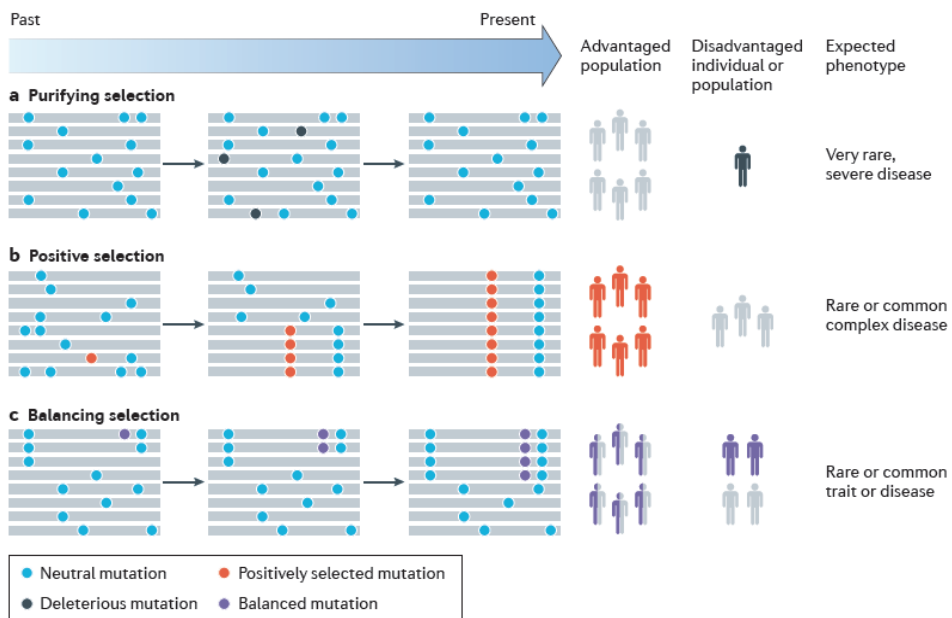 Past
Present
Advantaged
population
Disadvantaged
individual or
population
Expected
phenotype
a Purifying selection
Very rare,
severe disease
b Positive selection
Rare or common
complex disease
c Balancing selection
Rare or common
trait or disease
Neutral mutation
Positively selected mutation
Deleterious mutation
Balanced mutation